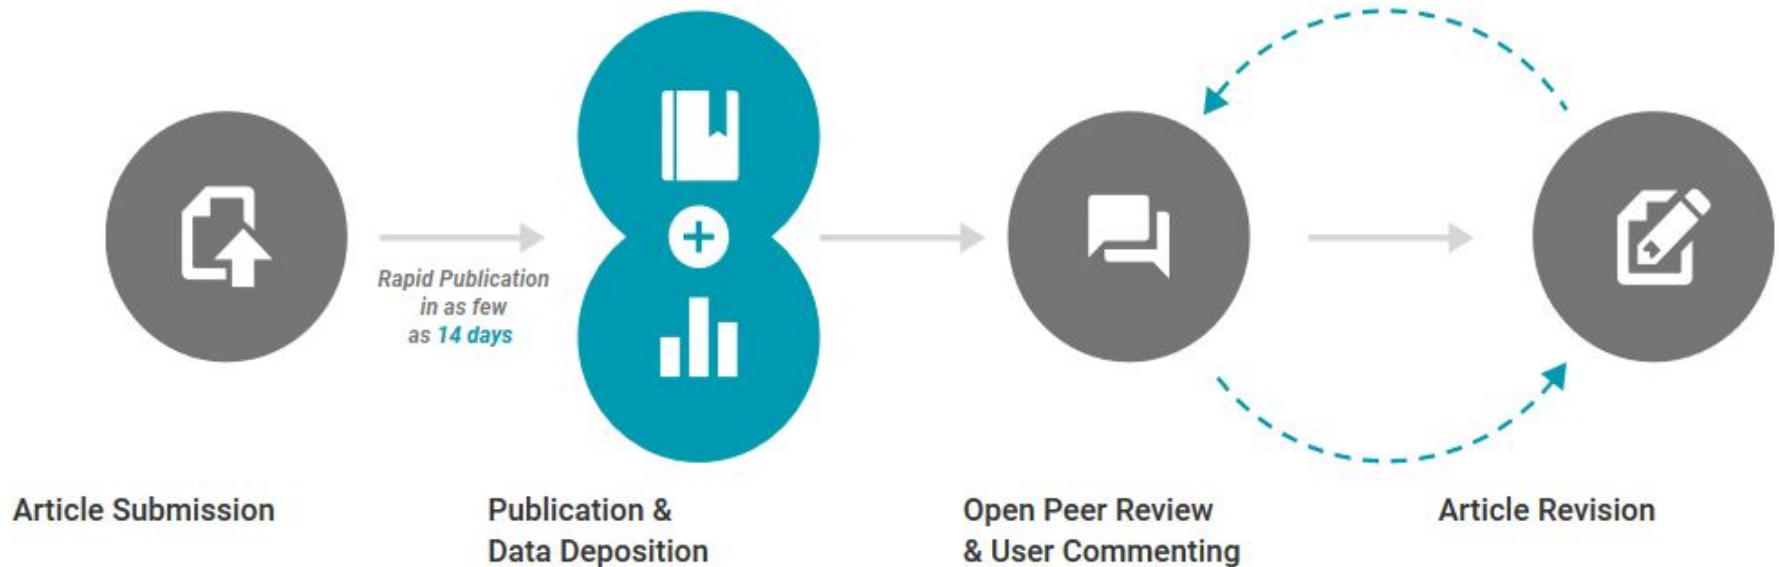 Rapid Publication
in as few
as 14 days
Article Submission
Publication &
Data Deposition
Open Peer Review
& User Commenting
Article Revision